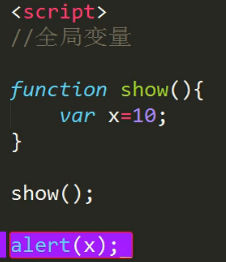 <script>
//全局变量
function show(){
var x=10;
}
show();
alert(x);_